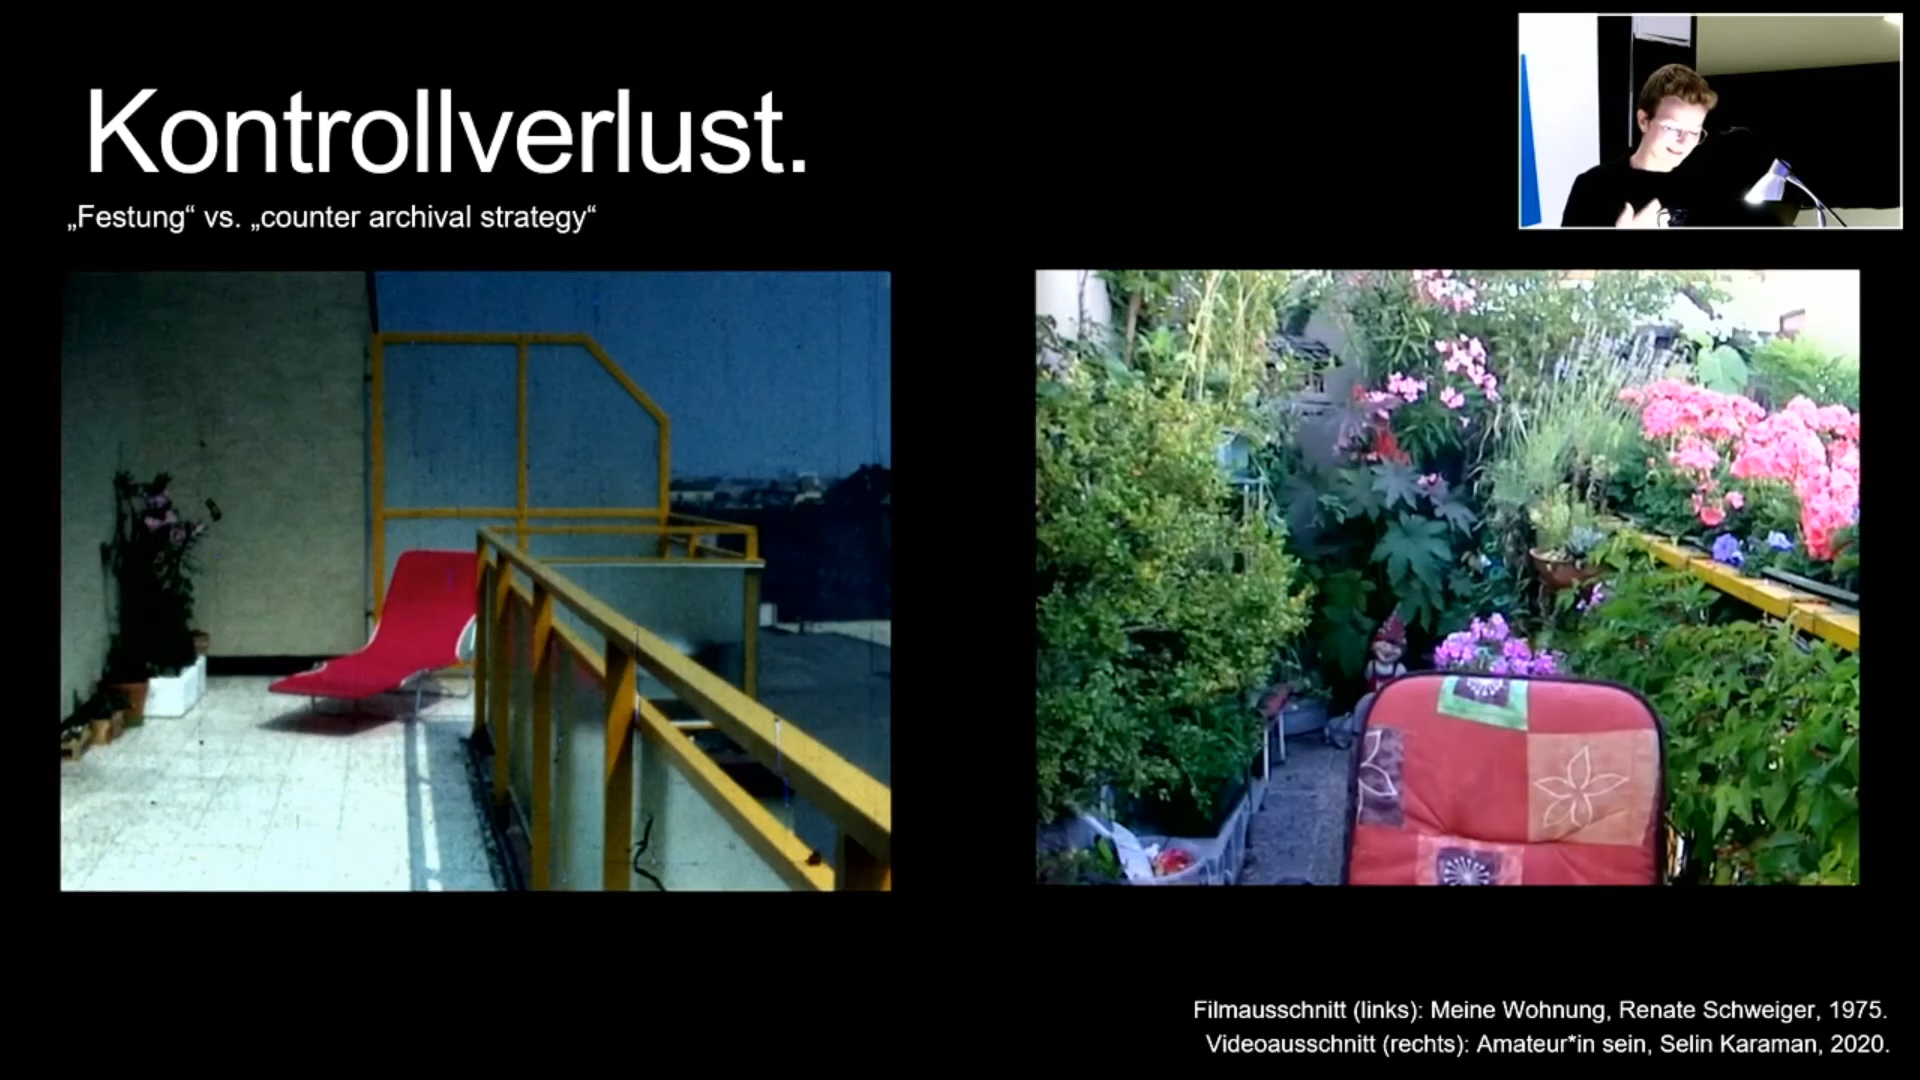 Kontrollverlust.
„Festung“ vs. „counter archival strategy“
Filmausschnitt (links): Meine Wohnung, Renate Schweiger, 1975.
Videoausschnitt (rechts): Amateur*in sein, Selin Karaman, 2020.